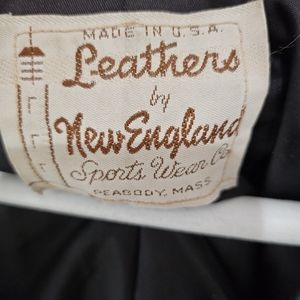 MADE IN U.S.A.
Leathers
by
New England
Sports Wear Co.
PEABODY, MASS